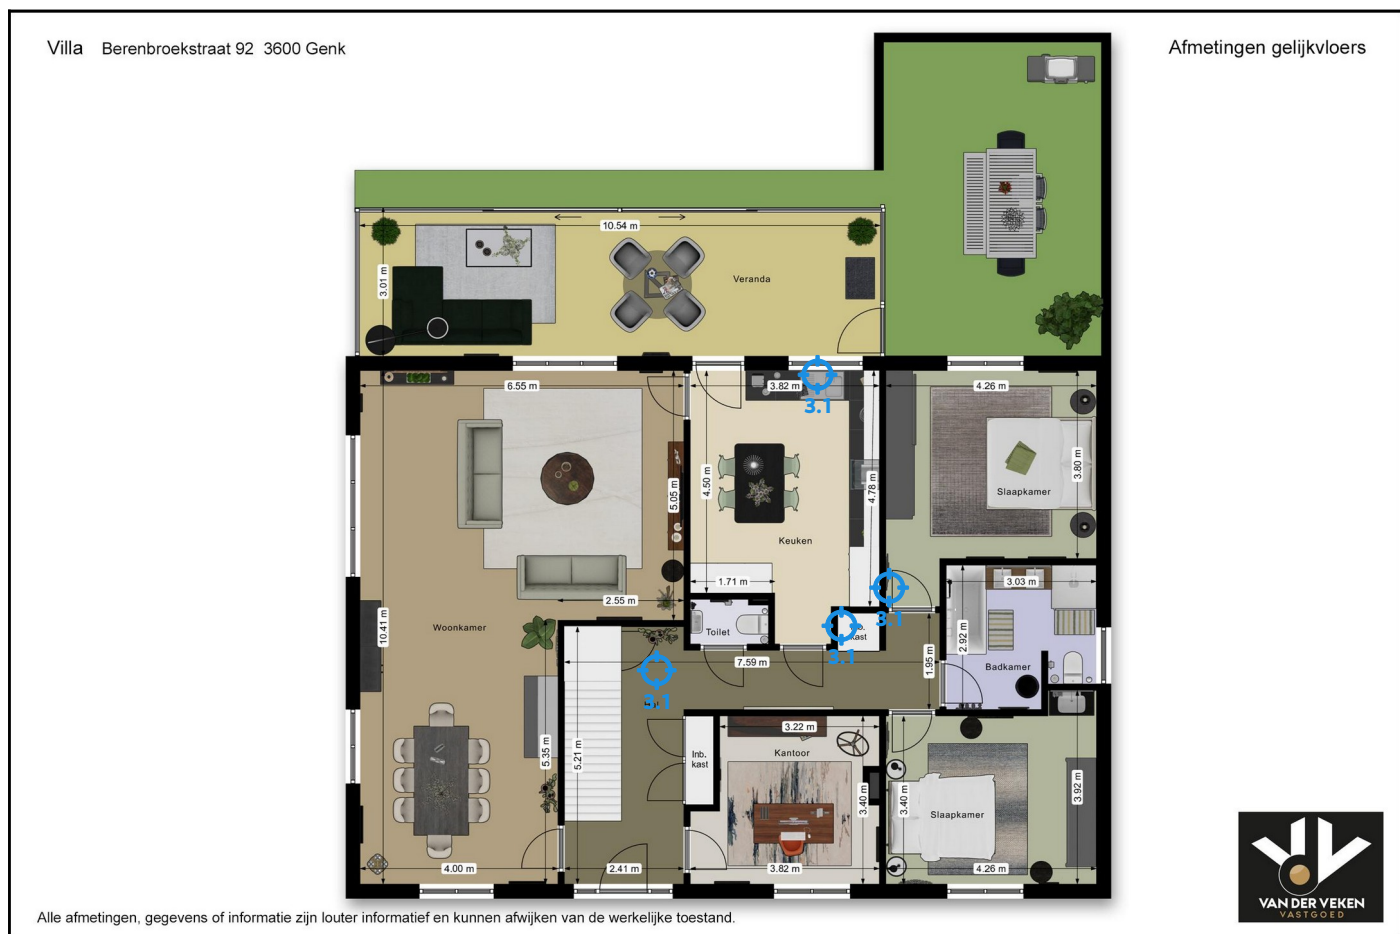 Villa Berenbroekstraat 92 3600 Genk
Afmetingen gelijkvloers
10.54 m
3.01 m
Veranda
6.55 m
3.82 m
3.1
4.26 m
4.50 m
5.05 m
4.78 m
3.80 m
Slaapkamer
Keuken
1.71 m
3.03 m
2.55 m
3.1
10.41 m
Woonkamer
Toilet
kast
3.1
2.92 m
1.95 m
7.59 m
Badkamer
3.1
5.35 m
5.21 m
Inb.
kast
3.22 m
Kantoor
3.40 m
3.40 m
3.92 m
Slaapkamer
4.00 m
2.41 m
3.82 m
4.26 m
VAN DER VEKEN
VASTGOED
Alle afmetingen, gegevens of informatie zijn louter informatief en kunnen afwijken van de werkelijke toestand.